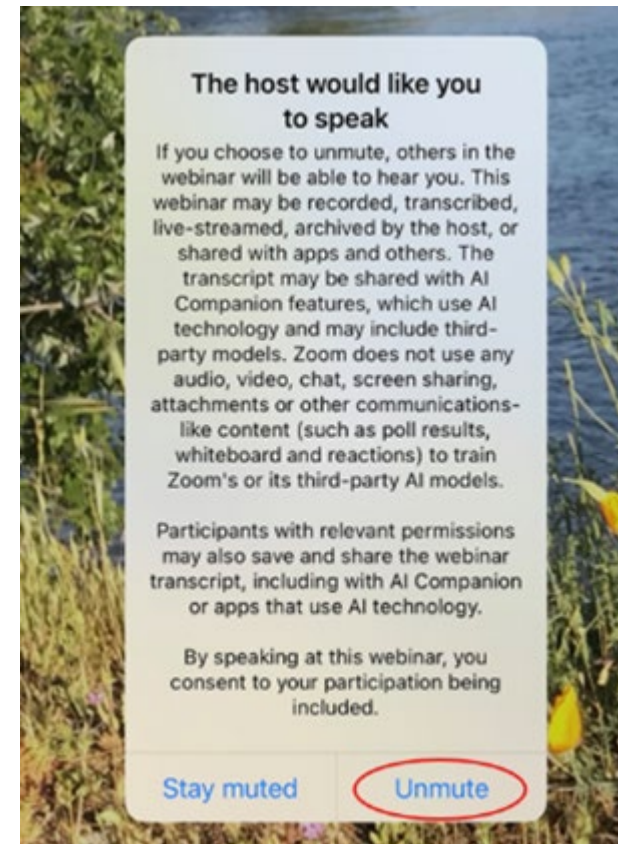 The host would like you
to speak
If you choose to unmute, others in the
webinar will be able to hear you. This
webinar may be recorded, transcribed,
live-streamed, archived by the host, or
shared with apps and others. The
transcript may be shared with AI
Companion features, which use AI
technology and may include third-
party models. Zoom does not use any
audio, video, chat, screen sharing,
attachments or other communications-
like content (such as poll results,
whiteboard and reactions) to train
Zoom's or its third-party AI models.
Participants with relevant permissions
may also save and share the webinar
transcript, including with AI Companion
or apps that use AI technology.
By speaking at this webinar, you
consent to your participation being
included.
Stay muted
Unmute